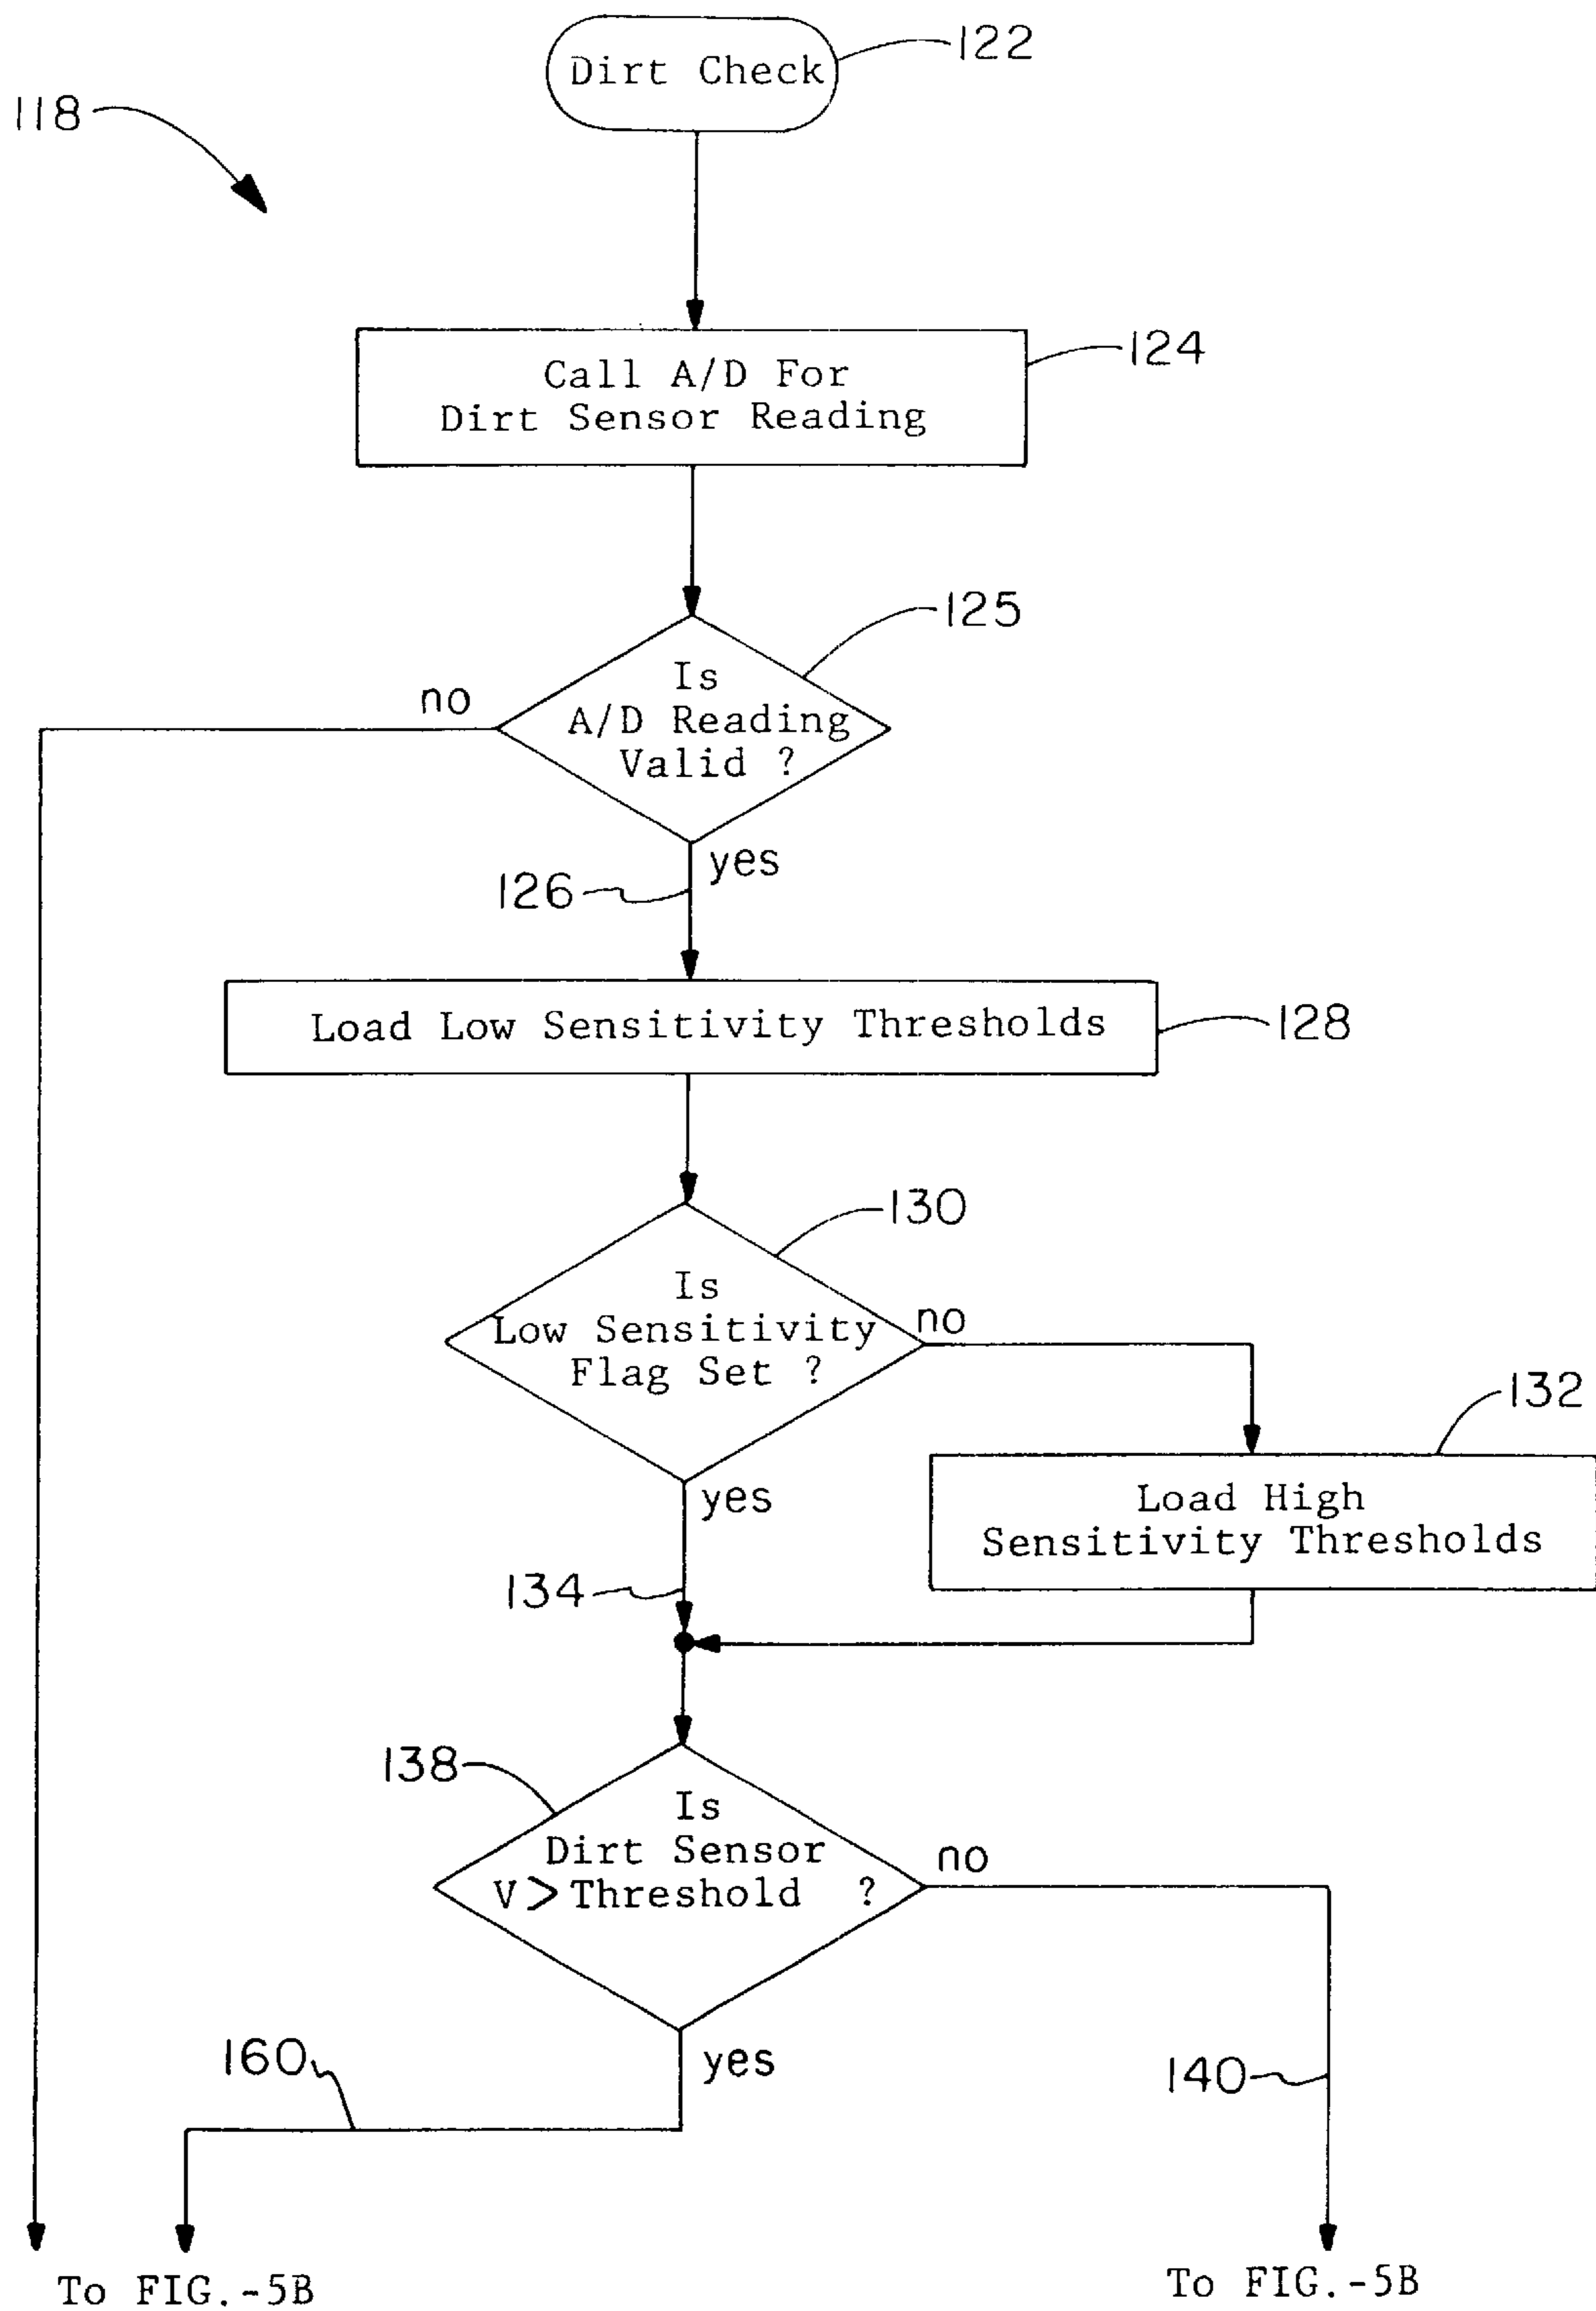 Dirt Check
122
118
Call A/D For
Dirt Sensor Reading
124
125
Is
A/D Reading
Valid ?
no
yes
126
Load Low Sensitivity Thresholds
128
130
Is
Low Sensitivity
Flag Set ?
no
132
Load High
Sensitivity Thresholds
yes
134
138
Is
Dirt Sensor
V > Threshold ?
no
yes
160
140
To FIG.-5B
To FIG.-5B